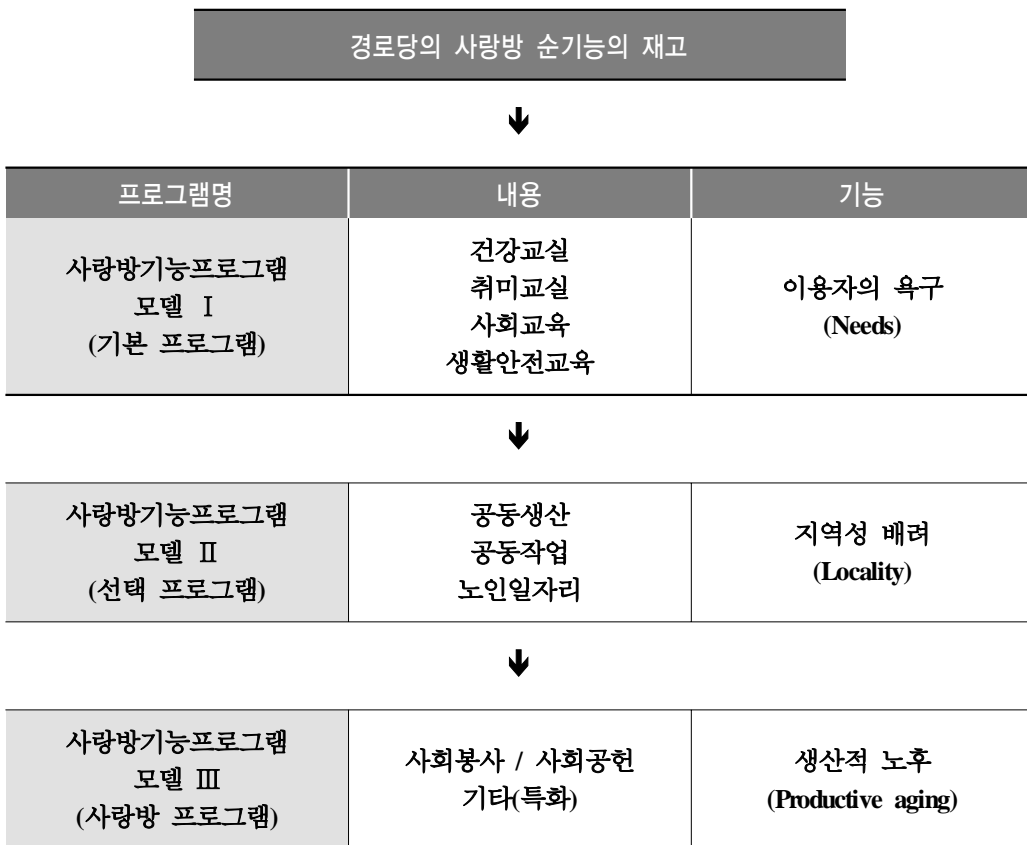 경로당의 사랑방 순기능의 재고
프로그램명 내용 기능
사랑방기능프로그램
모델 Ⅰ
(기본 프로그램)
건강교실
취미교실
사회교육
생활안전교육
이용자의 욕구
(Needs)
사랑방기능프로그램
모델 Ⅱ
(선택 프로그램)
공동생산
공동작업
노인일자리
지역성 배려
(Locality)
사랑방기능프로그램
모델 Ⅲ
(사랑방 프로그램)
사회봉사 / 사회공헌
기타(특화)
생산적 노후
(Productive aging)